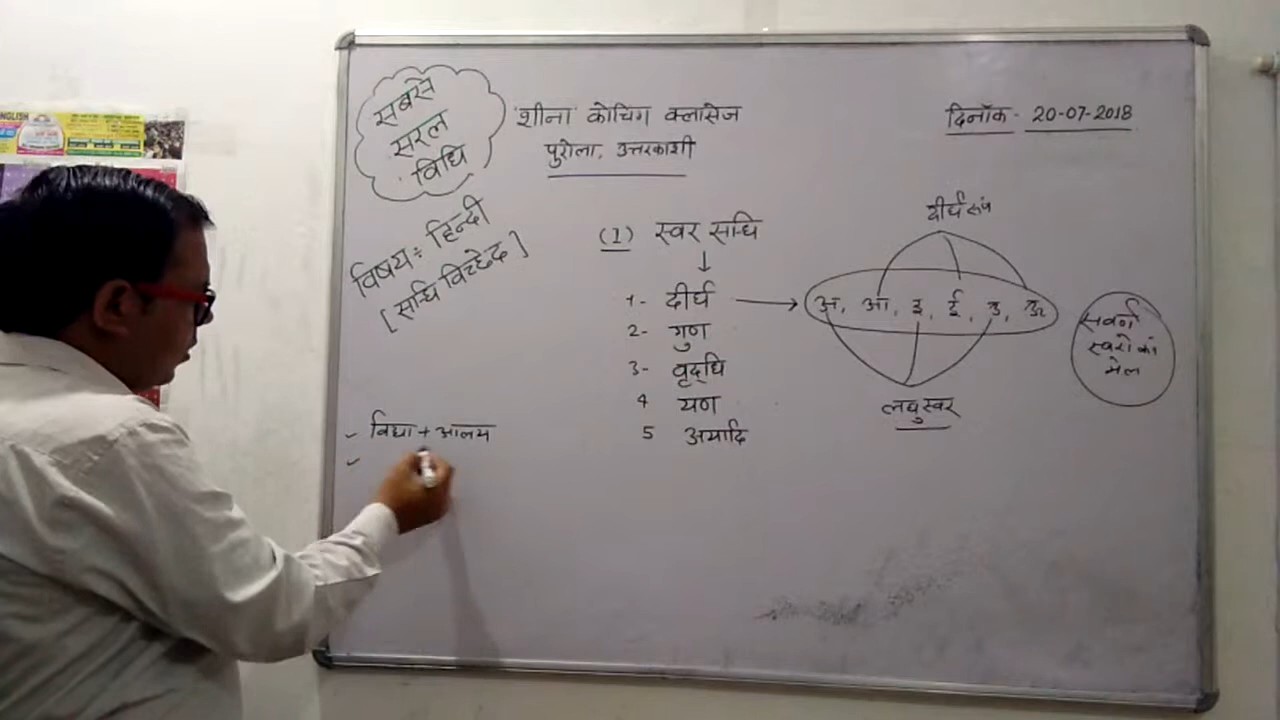 ENGLISH
सबसे
सरल
विधि
'शीना' कोचिग क्लासेज
पुरोला, उत्तरकाशी
दिनॉक- 20-07-2018
विषय: हिन्दी
[सन्धि विच्छेद]
(1) स्वर सन्धि
↓
1- दीर्घ →
2- गुण
3- वृद्धि
4 यण
5 अयादि
दीर्घ रूप
अ, आ, इ, ई, उ, ऊ
लघु स्वर
सवर्ण
स्वरो का
मेल
- विद्या + आलय
-